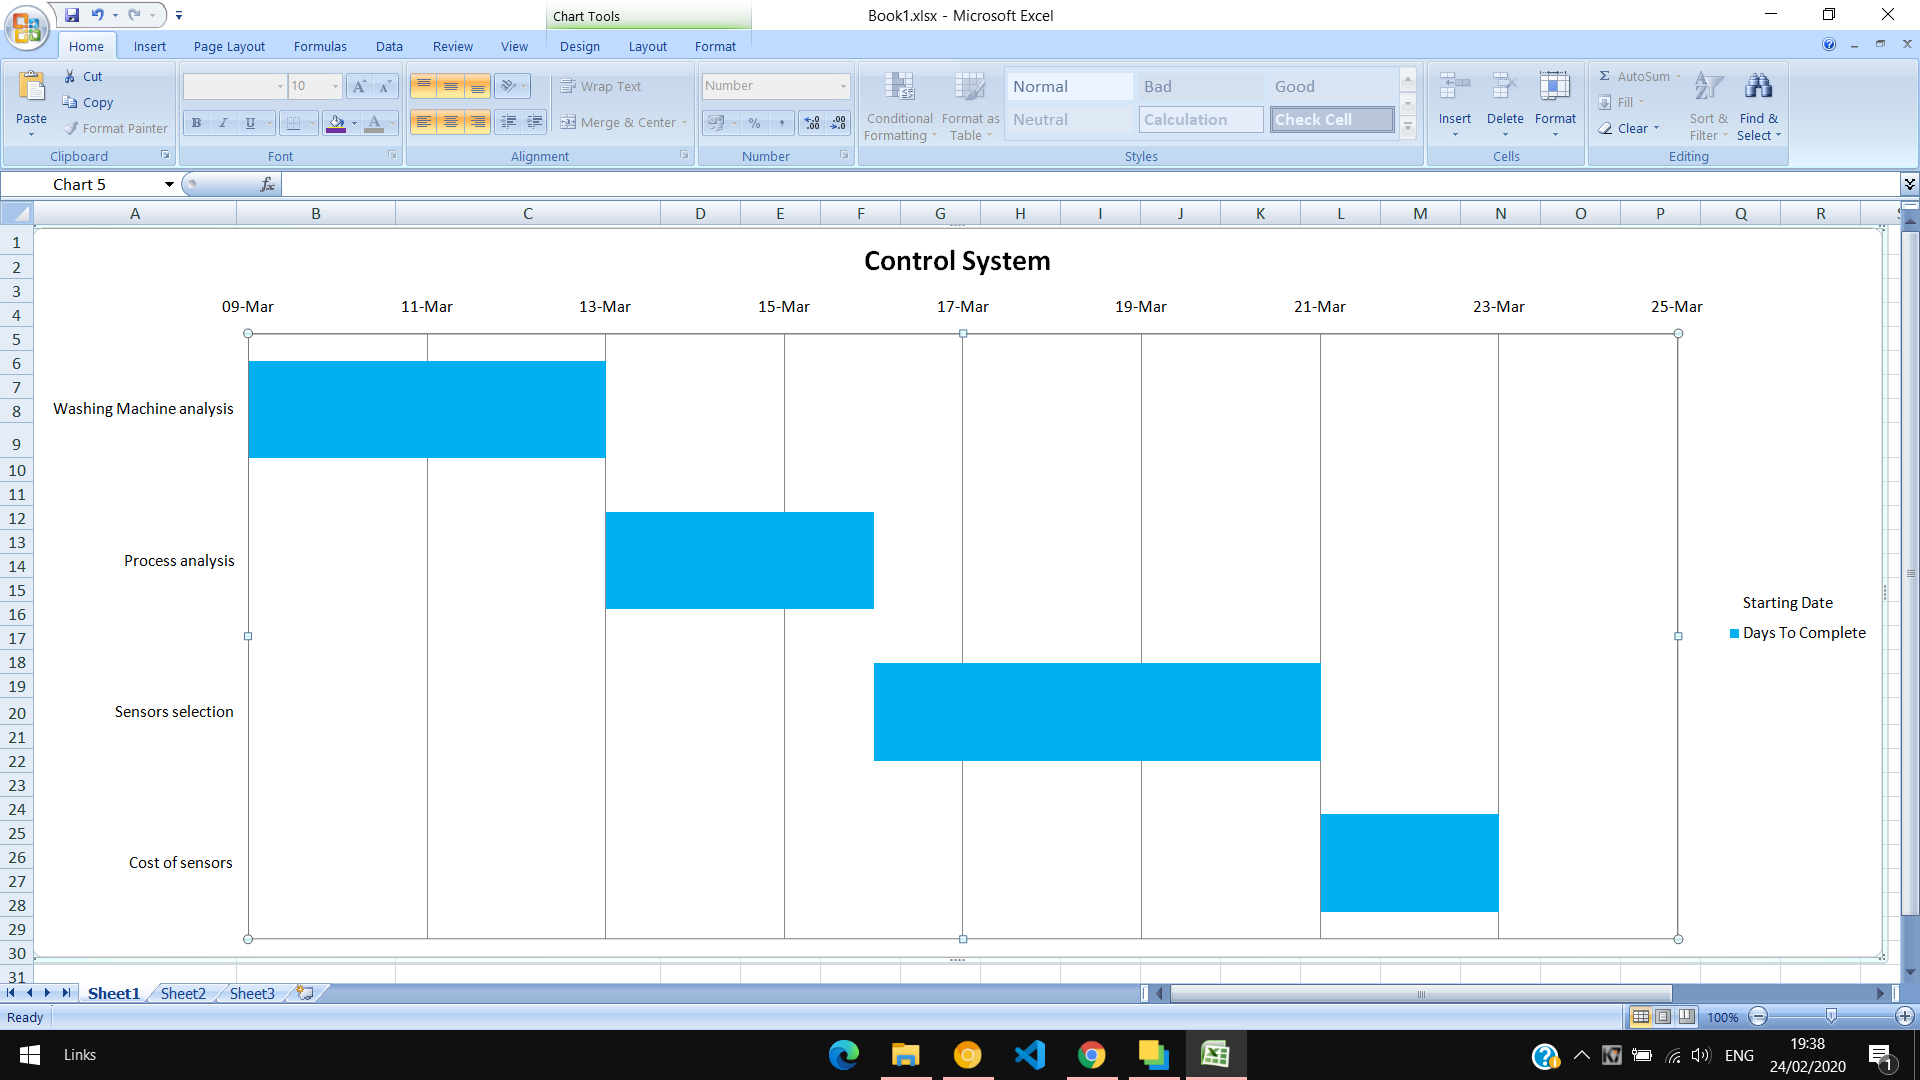 Chart Tools
Book1.xlsx - Microsoft Excel
Home Insert Page Layout Formulas Data Review View Design Layout Format
Paste
Cut
Copy
Format Painter
Clipboard
10
B I U
Font
Wrap Text
Merge & Center
Alignment
Number
%
Number
Conditional Formatting
Format as Table
Normal Bad Good
Neutral Calculation Check Cell
Styles
Insert Delete Format
Cells
Σ AutoSum
Fill
Clear
Sort & Filter
Find & Select
Editing
Chart 5
fx
A B C D E F G H I J K L M N O P Q R
1
2
3
4
5
6
7
8
9
10
11
12
13
14
15
16
17
18
19
20
21
22
23
24
25
26
27
28
29
30
31
Control System
09-Mar 11-Mar 13-Mar 15-Mar 17-Mar 19-Mar 21-Mar 23-Mar 25-Mar
Washing Machine analysis
Process analysis
Sensors selection
Cost of sensors
Starting Date
Days To Complete
Sheet1 Sheet2 Sheet3
Ready
100%
Links
ENG
19:38
24/02/2020
1